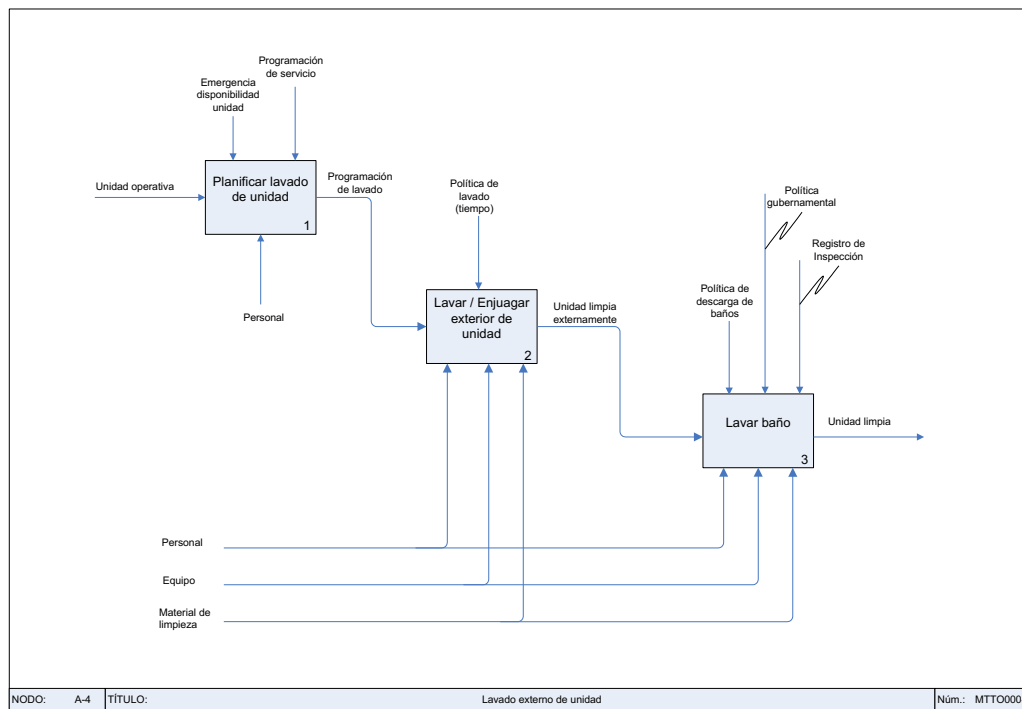 Programación
de servicio
Emergencia
disponibilidad
unidad
Unidad operativa
Planificar lavado
de unidad
1
Programación
de lavado
Personal
Política de
lavado
(tiempo)
Lavar / Enjuagar
exterior de
unidad
2
Unidad limpia
externamente
Política
gubernamental
Registro de
Inspección
Política de
descarga de
baños
Lavar baño
3
Unidad limpia
Personal
Equipo
Material de
limpieza
NODO: A-4 TÍTULO: Lavado externo de unidad Núm.: MTTO000